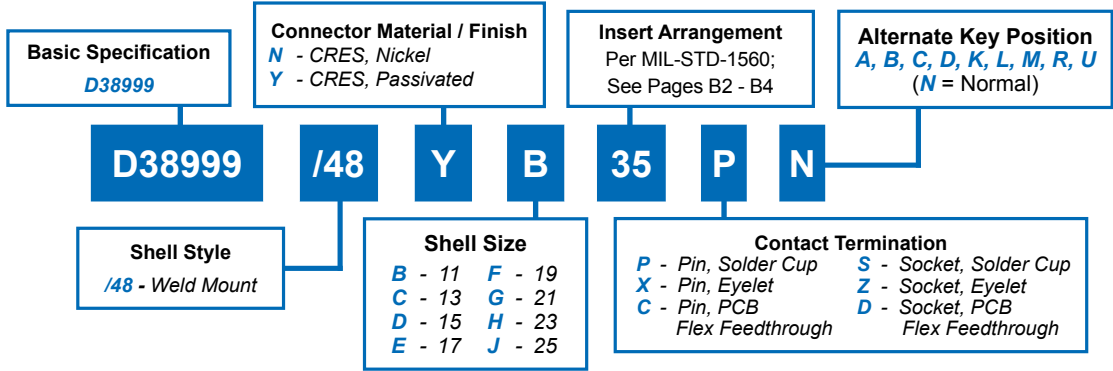 Basic Specification
D38999
Connector Material / Finish
N - CRES, Nickel
Y - CRES, Passivated
Insert Arrangement
Per MIL-STD-1560;
See Pages B2 - B4
Alternate Key Position
A, B, C, D, K, L, M, R, U
(N = Normal)
D38999 /48 Y B 35 P N
Shell Style
/48 - Weld Mount
Shell Size
B - 11 F - 19
C - 13 G - 21
D - 15 H - 23
E - 17 J - 25
Contact Termination
P - Pin, Solder Cup S - Socket, Solder Cup
X - Pin, Eyelet Z - Socket, Eyelet
C - Pin, PCB D - Socket, PCB
Flex Feedthrough Flex Feedthrough